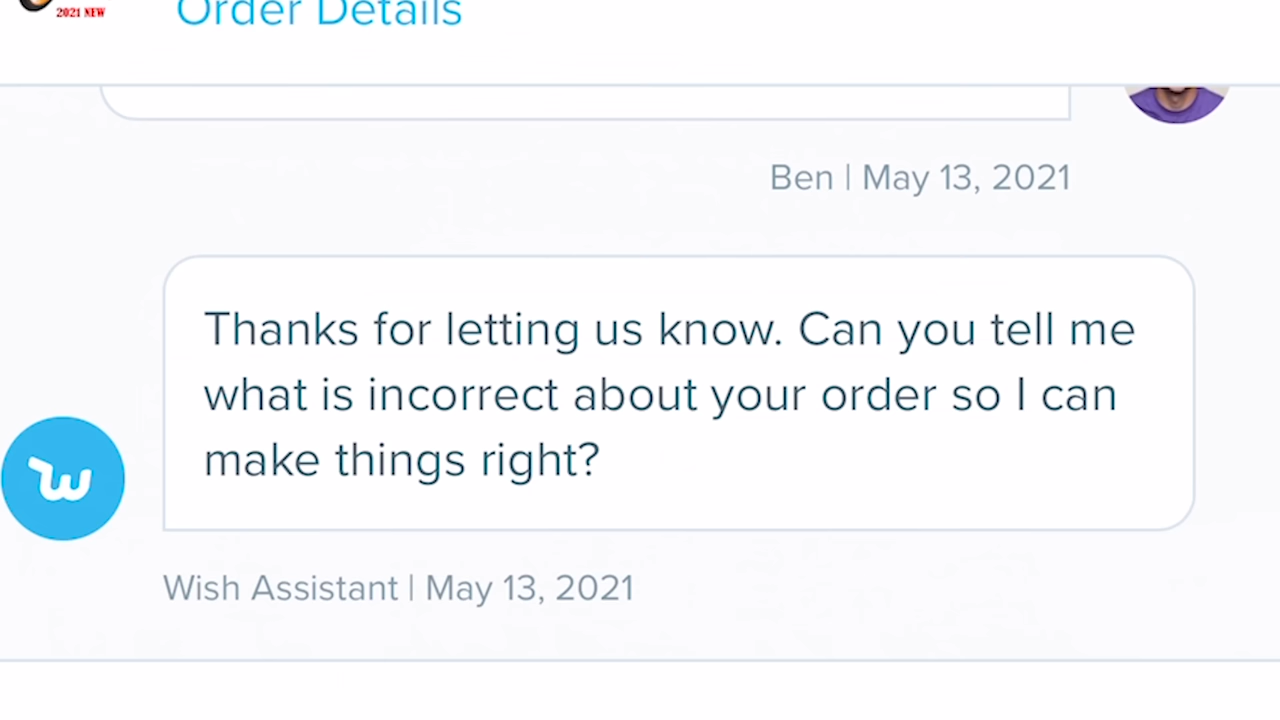 2021 NEW
Order Details
Ben | May 13, 2021
Thanks for letting us know. Can you tell me
what is incorrect about your order so I can
make things right?
Wish Assistant | May 13, 2021